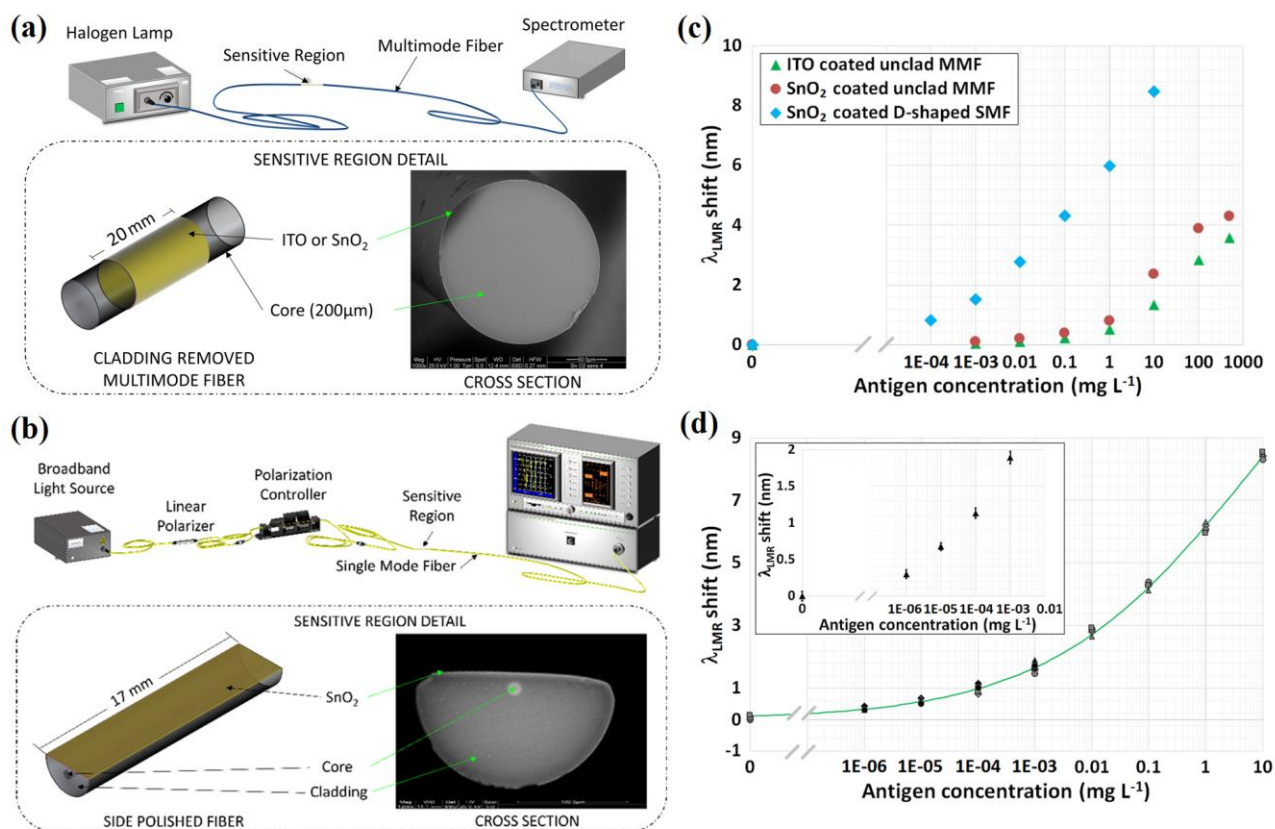 (a)
Halogen Lamp
Sensitive Region
Multimode Fiber
Spectrometer
SENSITIVE REGION DETAIL
20 mm
ITO or SnO₂
Core (200µm)
CLADDING REMOVED
MULTIMODE FIBER
CROSS SECTION
(b)
Broadband
Light Source
Linear
Polarizer
Polarization
Controller
Sensitive
Region
Single Mode Fiber
SENSITIVE REGION DETAIL
17 mm
SnO₂
Core
Cladding
SIDE POLISHED FIBER
CROSS SECTION
(c)
λLMR shift (nm)
10
8
6
4
2
0
ITO coated unclad MMF
SnO₂ coated unclad MMF
SnO₂ coated D-shaped SMF
0 1E-04 1E-03 0.01 0.1 1 10 100 1000
Antigen concentration (mg L⁻¹)
(d)
λLMR shift (nm)
9
7
5
3
1
0
-1
λLMR shift (nm)
2
1.5
1
0.5
0
0 1E-06 1E-05 1E-04 1E-03 0.01
Antigen concentration (mg L⁻¹)
0 1E-06 1E-05 1E-04 1E-03 0.01 0.1 1 10
Antigen concentration (mg L⁻¹)